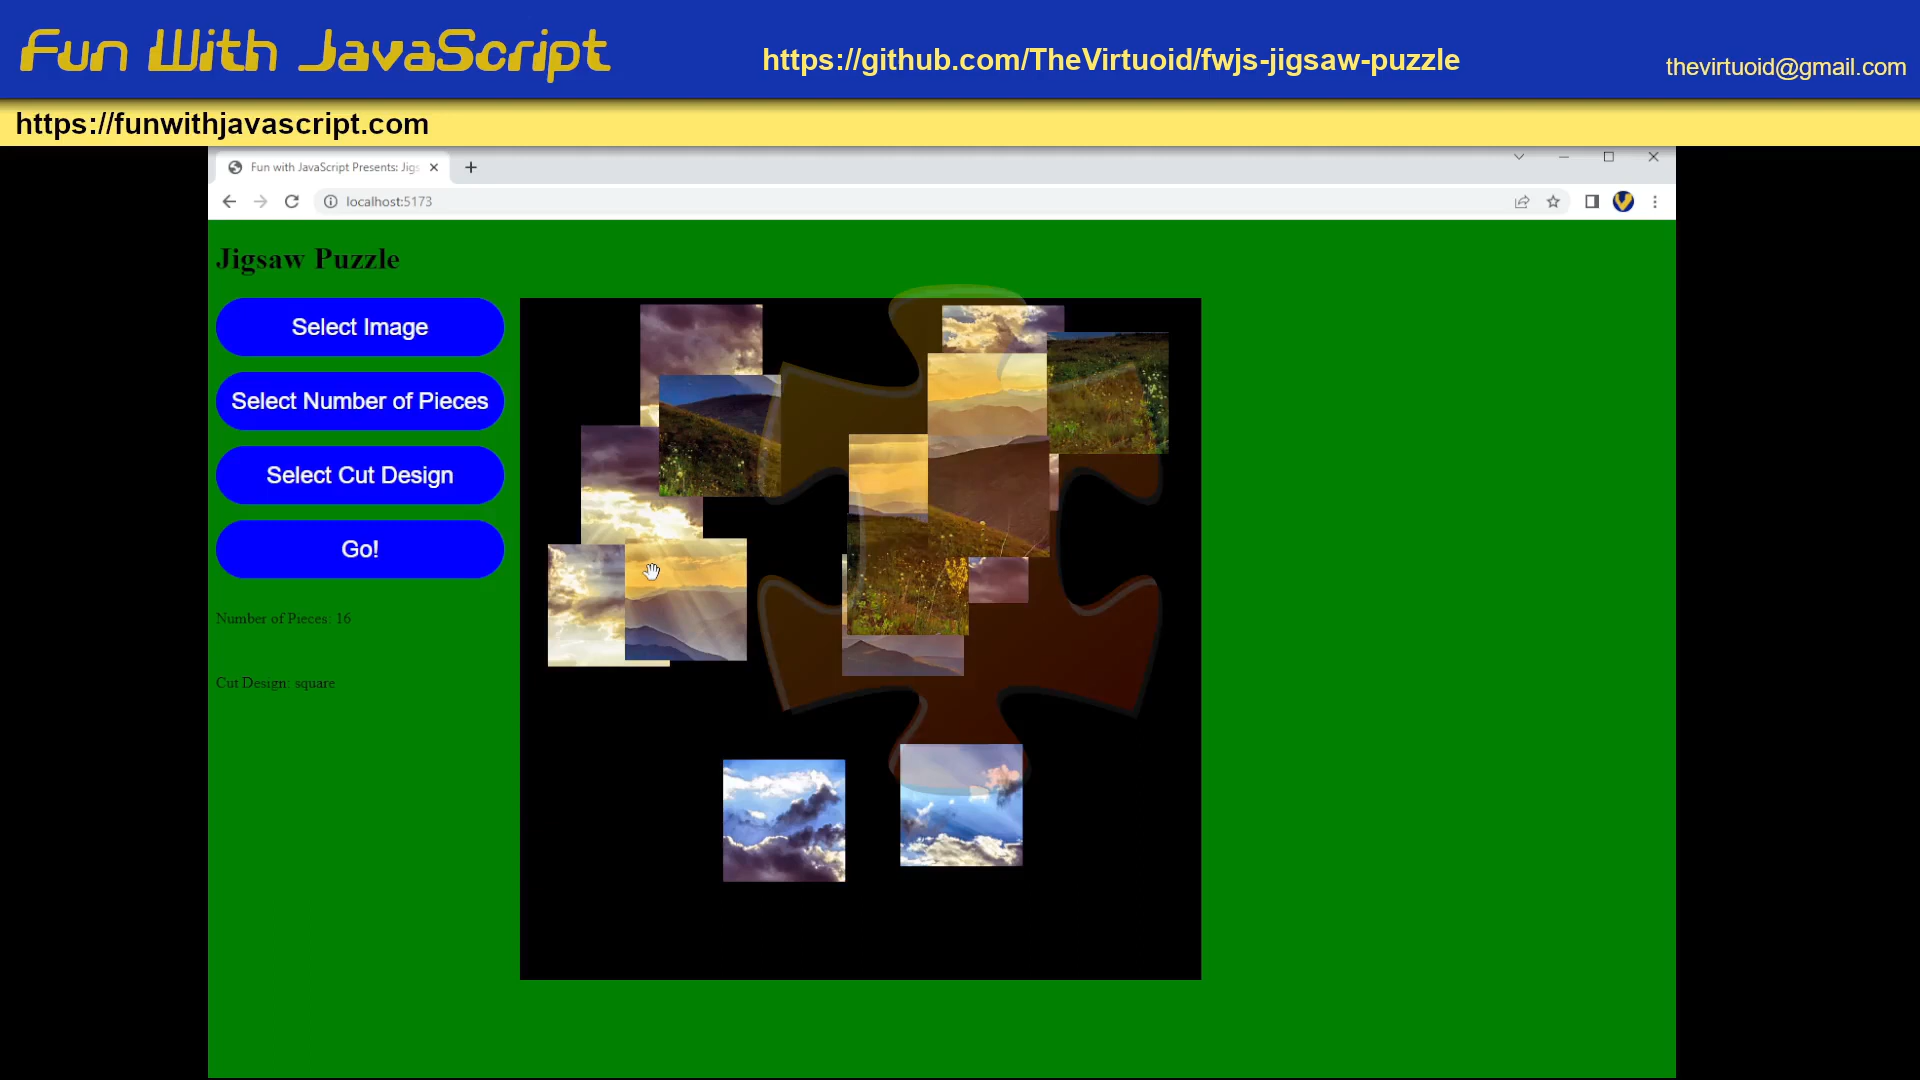 Fun With JavaScript
https://github.com/TheVirtuoid/fwjs-jigsaw-puzzle
thevirtuoid@gmail.com
https://funwithjavascript.com
Fun with JavaScript Presents: Jigs
localhost:5173
Jigsaw Puzzle
Select Image
Select Number of Pieces
Select Cut Design
Go!
Number of Pieces: 16
Cut Design: square